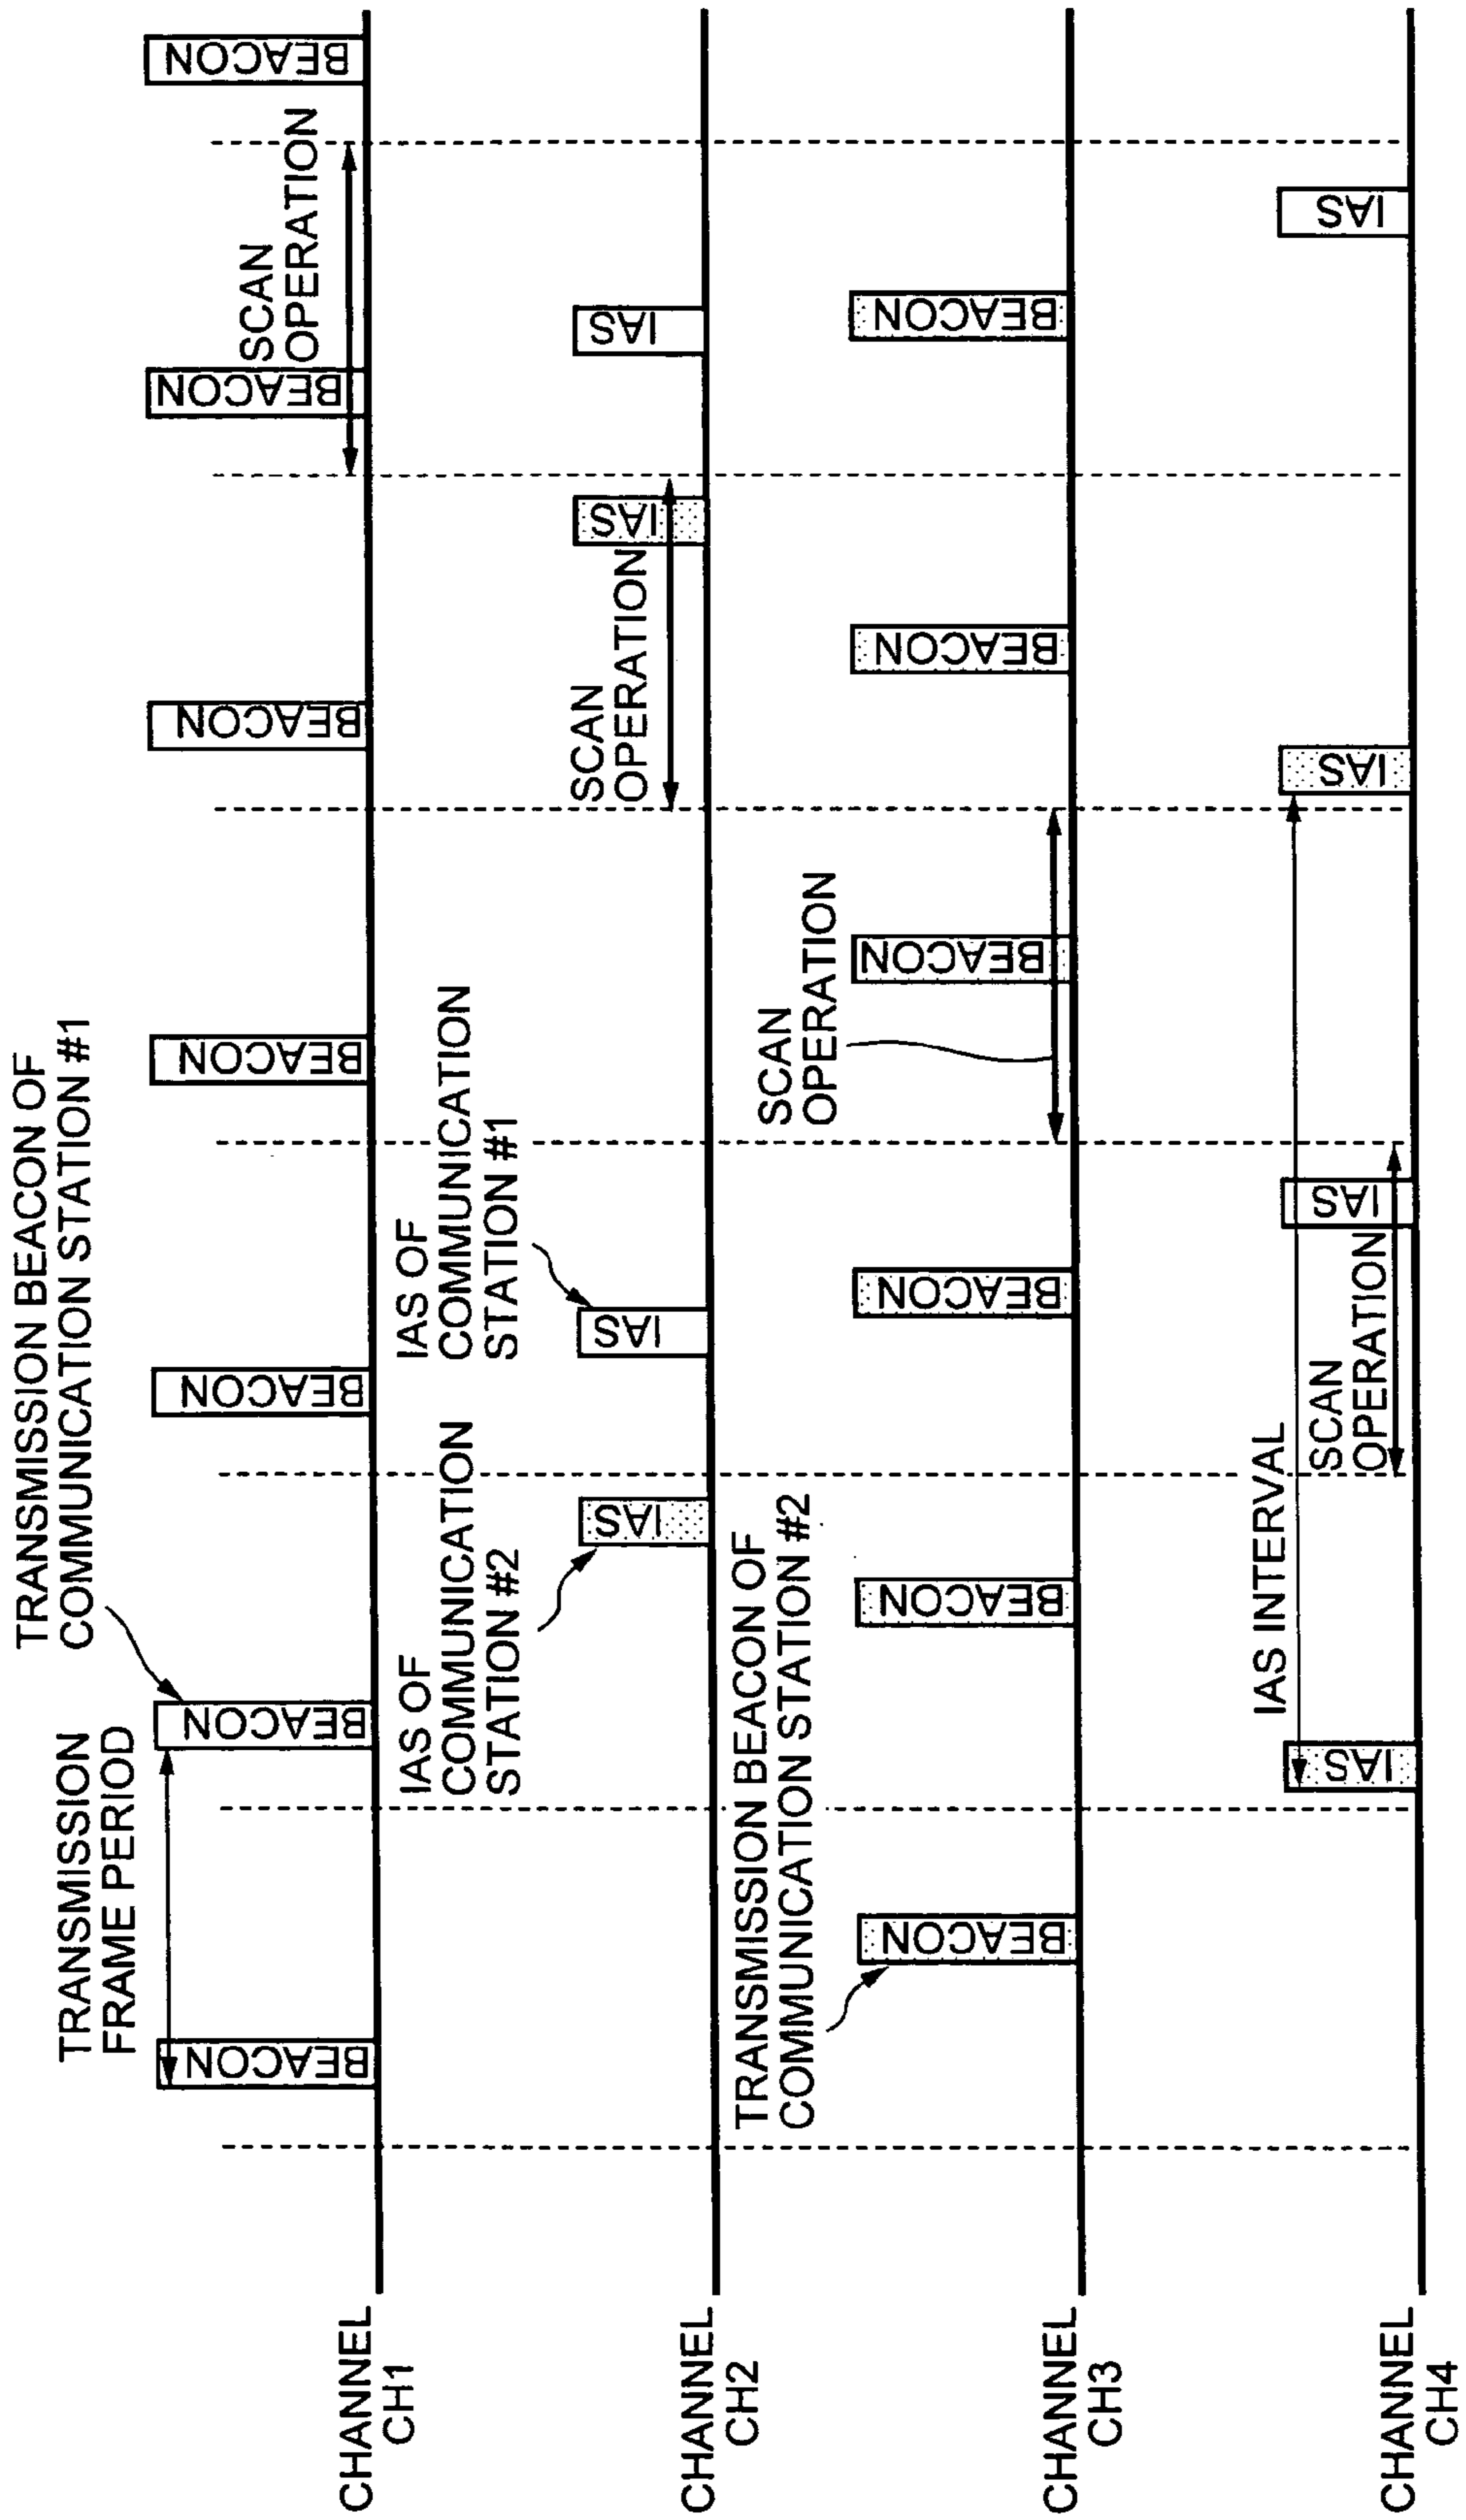 TRANSMISSION
FRAME PERIOD
TRANSMISSION BEACON OF
COMMUNICATION STATION #1
SCAN
OPERATION
BEACON
BEACON
BEACON
BEACON
BEACON
BEACON
BEACON
CHANNEL
CH1
IAS OF
COMMUNICATION
STATION #2
IAS OF
COMMUNICATION
STATION #1
SCAN
OPERATION
IAS
IAS
IAS
IAS
CHANNEL
CH2
TRANSMISSION BEACON OF
COMMUNICATION STATION #2
SCAN
OPERATION
BEACON
BEACON
BEACON
BEACON
BEACON
BEACON
CHANNEL
CH3
IAS INTERVAL
SCAN
OPERATION
IAS
IAS
IAS
IAS
CHANNEL
CH4